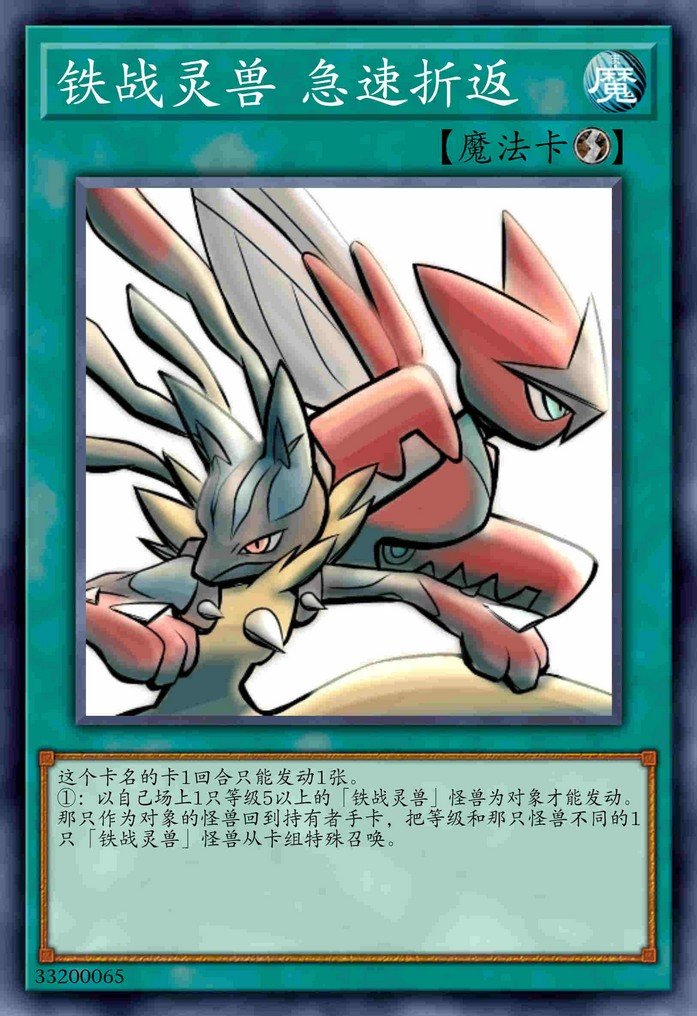 铁战灵兽 急速折返
魔
【魔法卡】
这个卡名的卡1回合只能发动1张。
①：以自己场上1只等级5以上的「铁战灵兽」怪兽为对象才能发动。
那只作为对象的怪兽回到持有者手卡，把等级和那只怪兽不同的1
只「铁战灵兽」怪兽从卡组特殊召唤。
33200065